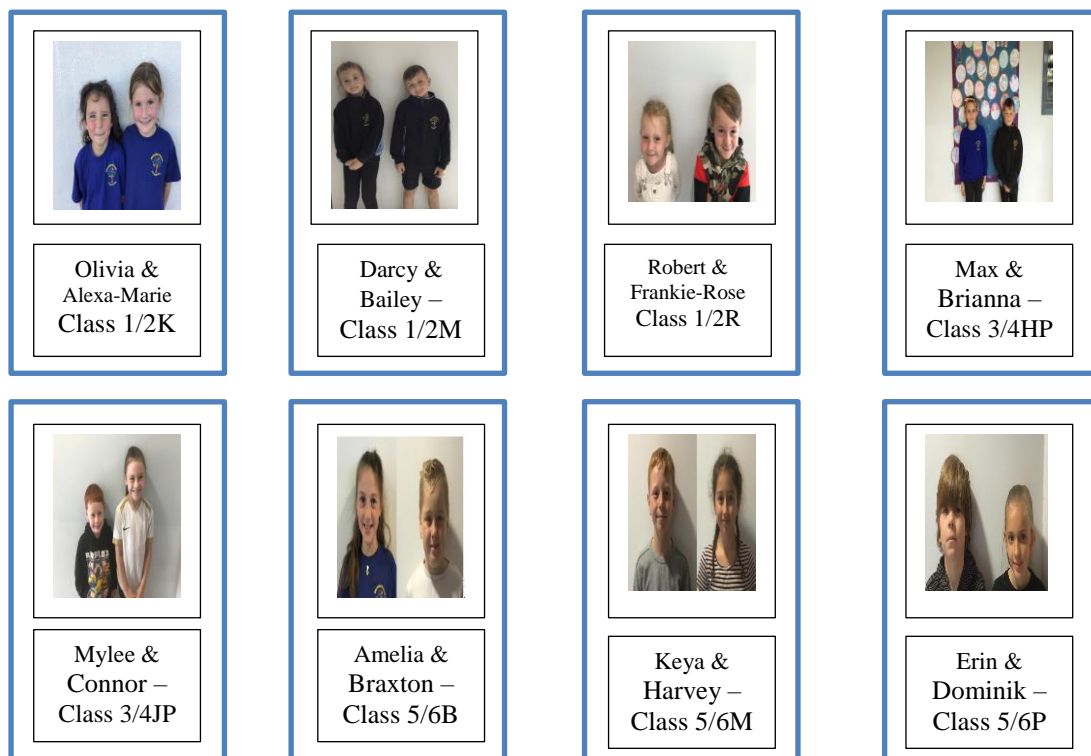 Olivia &
Alexa-Marie
Class 1/2K
Darcy &
Bailey –
Class 1/2M
Robert &
Frankie-Rose
Class 1/2R
Max &
Brianna –
Class 3/4HP
Mylee &
Connor –
Class 3/4JP
Amelia &
Braxton –
Class 5/6B
Keya &
Harvey –
Class 5/6M
Erin &
Dominik –
Class 5/6P